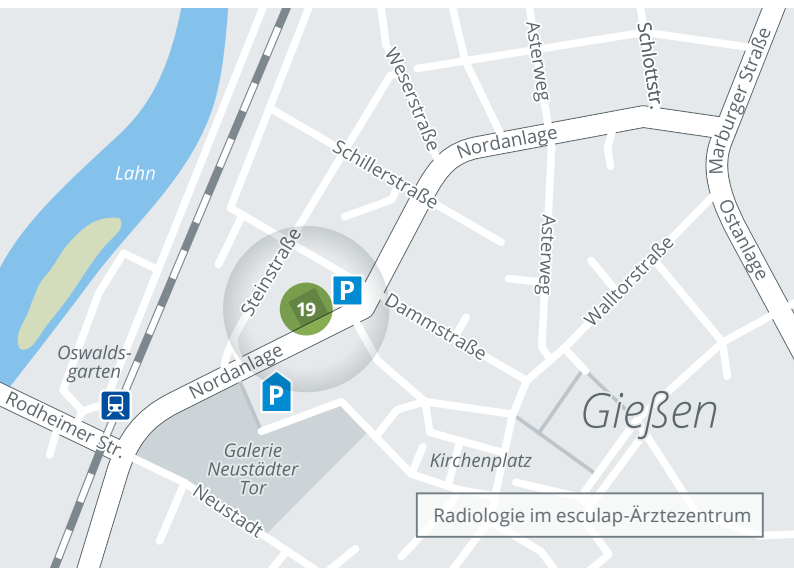 Asterweg
Schlottstr.
Marburger Straße
Weserstraße
Nordanlage
Schillerstraße
Lahn
Ostanlage
Asterweg
Steinstraße
Walltorstraße
P
19
Dammstraße
Oswalds-
garten
Nordanlage
P
Rodheimer Str.
Gießen
Galerie
Neustädter
Tor
Kirchenplatz
Neustadt
Radiologie im esculap-Ärztezentrum